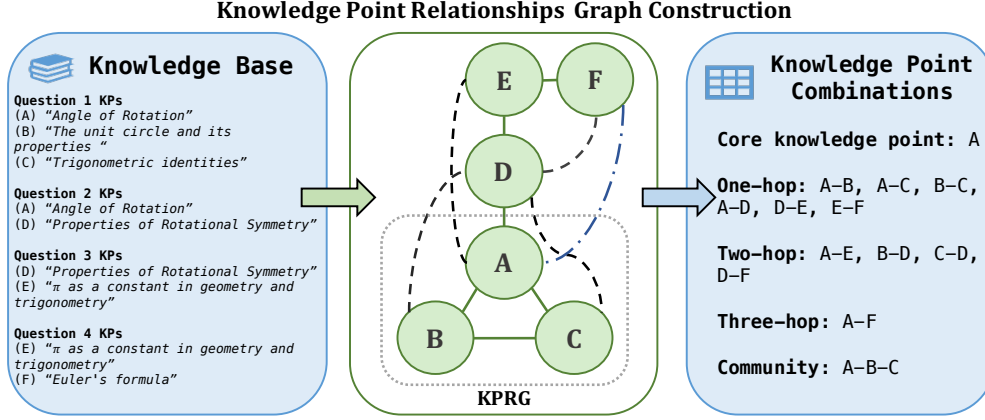 Knowledge Point Relationships Graph Construction
Knowledge Base
Question 1 KPs
(A) “Angle of Rotation”
(B) “The unit circle and its
properties “
(C) “Trigonometric identities”
Question 2 KPs
(A) “Angle of Rotation”
(D) “Properties of Rotational Symmetry”
Question 3 KPs
(D) “Properties of Rotational Symmetry”
(E) “π as a constant in geometry and
trigonometry”
Question 4 KPs
(E) “π as a constant in geometry and
trigonometry”
(F) “Euler's formula”
E
F
D
A
B
C
KPRG
Knowledge Point
Combinations
Core knowledge point: A
One-hop: A-B, A-C, B-C,
A-D, D-E, E-F
Two-hop: A-E, B-D, C-D,
D-F
Three-hop: A-F
Community: A-B-C